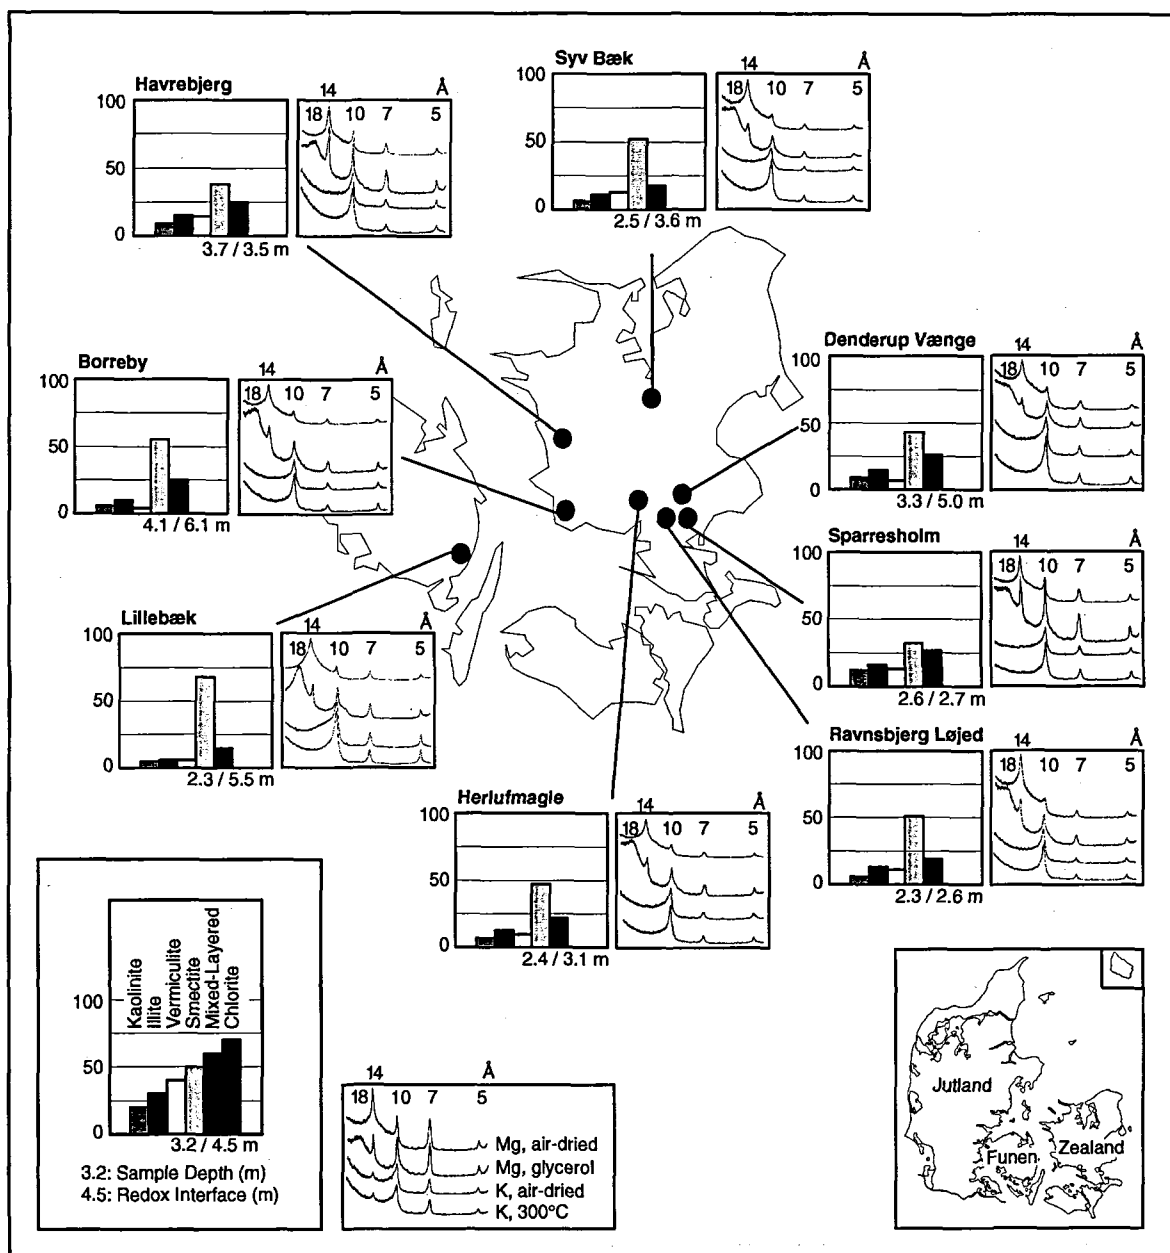 Havrebjerg
100
50
0
14
Å
18 10 7 5
3.7 / 3.5 m
Syv Bæk
100
50
0
14
Å
18 10 7 5
2.5 / 3.6 m
Borreby
100
50
0
14
Å
18 10 7 5
4.1 / 6.1 m
Denderup Vænge
100
50
0
14
Å
18 10 7 5
3.3 / 5.0 m
Sparresholm
100
50
0
14
Å
18 10 7 5
2.6 / 2.7 m
Lillebæk
100
50
0
14
Å
18 10 7 5
2.3 / 5.5 m
Ravnsbjerg Løjed
100
50
0
14
Å
18 10 7 5
2.3 / 2.6 m
Herlufmagle
100
50
0
14
Å
18 10 7 5
2.4 / 3.1 m
100
50
0
Kaolinite
Illite
Vermiculite
Smectite
Mixed-Layered
Chlorite
3.2 / 4.5 m
3.2: Sample Depth (m)
4.5: Redox Interface (m)
14
Å
18 10 7 5
Mg, air-dried
Mg, glycerol
K, air-dried
K, 300°C
Jutland
Funen
Zealand